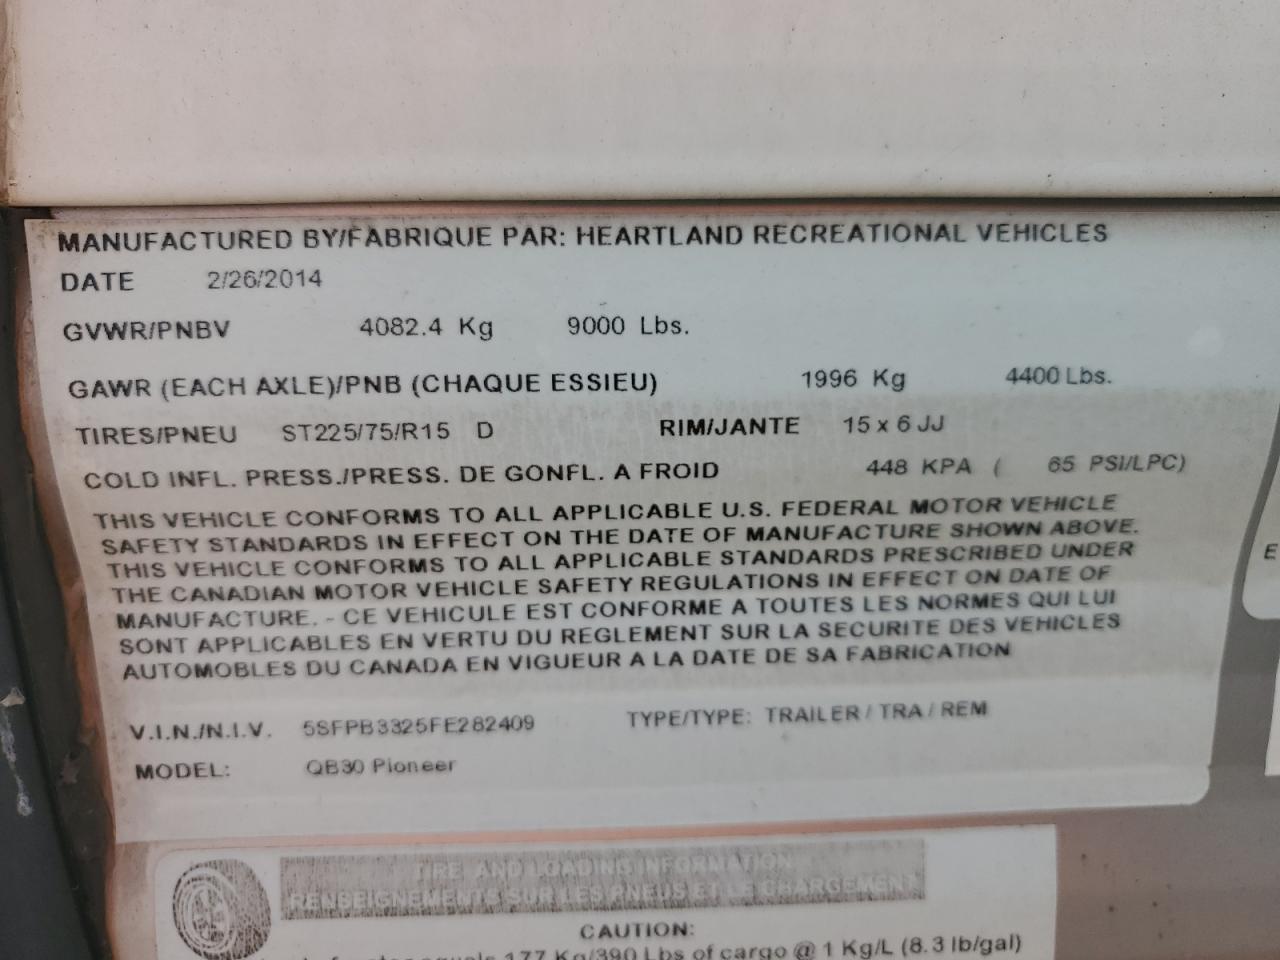 MANUFACTURED BY/FABRIQUE PAR: HEARTLAND RECREATIONAL VEHICLES
DATE 2/26/2014
GVWR/PNBV 4082.4 Kg 9000 Lbs.
GAWR (EACH AXLE)/PNB (CHAQUE ESSIEU) 1996 Kg 4400 Lbs.
TIRES/PNEU ST225/75/R15 D RIM/JANTE 15 x 6 JJ
COLD INFL. PRESS./PRESS. DE GONFL. A FROID 448 KPA ( 65 PSI/LPC)
THIS VEHICLE CONFORMS TO ALL APPLICABLE U.S. FEDERAL MOTOR VEHICLE
SAFETY STANDARDS IN EFFECT ON THE DATE OF MANUFACTURE SHOWN ABOVE.
THIS VEHICLE CONFORMS TO ALL APPLICABLE STANDARDS PRESCRIBED UNDER
THE CANADIAN MOTOR VEHICLE SAFETY REGULATIONS IN EFFECT ON DATE OF
MANUFACTURE. - CE VEHICULE EST CONFORME A TOUTES LES NORMES QUI LUI
SONT APPLICABLES EN VERTU DU REGLEMENT SUR LA SECURITE DES VEHICLES
AUTOMOBLES DU CANADA EN VIGUEUR A LA DATE DE SA FABRICATION
V.I.N./N.I.V. 5SFPB3325FE282409 TYPE/TYPE: TRAILER / TRA / REM
MODEL: QB30 Pioneer
E
TIRE AND LOADING INFORMATION
RENSEIGNEMENTS SUR LES PNEUS ET LE CHARGEMENT
CAUTION:
equals 177 Kg/390 Lbs of cargo @ 1 Kg/L (8.3 lb/gal)